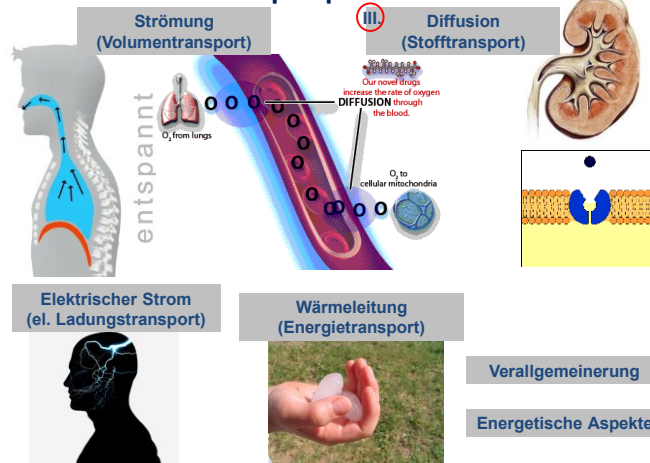 Strömung
(Volumentransport)
III.
Diffusion
(Stofftransport)
entspannt
O2 from lungs
Our novel drugs
increase the rate of oxygen
DIFFUSION through
the blood.
O2 to
cellular mitochondria
Elektrischer Strom
(el. Ladungstransport)
Wärmeleitung
(Energietransport)
Verallgemeinerung
Energetische Aspekte